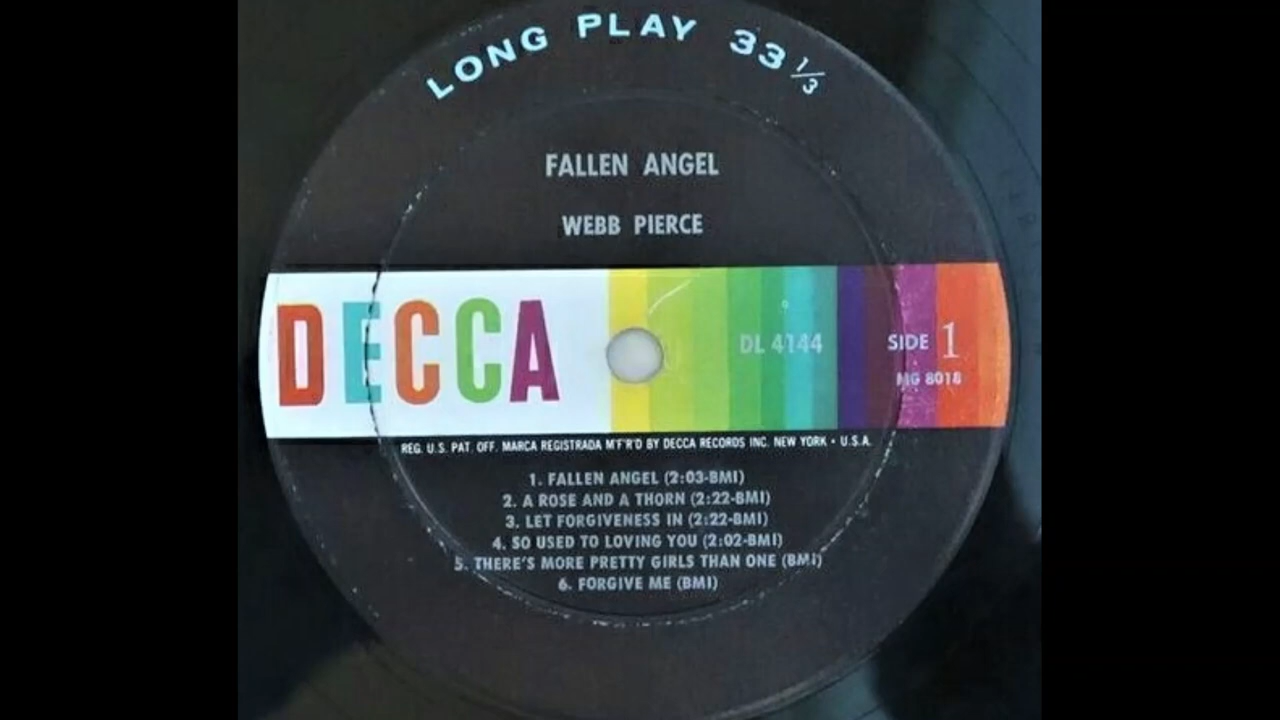 LONG PLAY 33 1/3
FALLEN ANGEL
WEBB PIERCE
DECCA
DL 4144
SIDE 1
MG 8018
REG. U.S. PAT. OFF. MARCA REGISTRADA M'F'R'D BY DECCA RECORDS INC. NEW YORK • U.S.A.
1. FALLEN ANGEL (2:03-BMI)
2. A ROSE AND A THORN (2:22-BMI)
3. LET FORGIVENESS IN (2:22-BMI)
4. SO USED TO LOVING YOU (2:02-BMI)
5. THERE'S MORE PRETTY GIRLS THAN ONE (BMI)
6. FORGIVE ME (BMI)